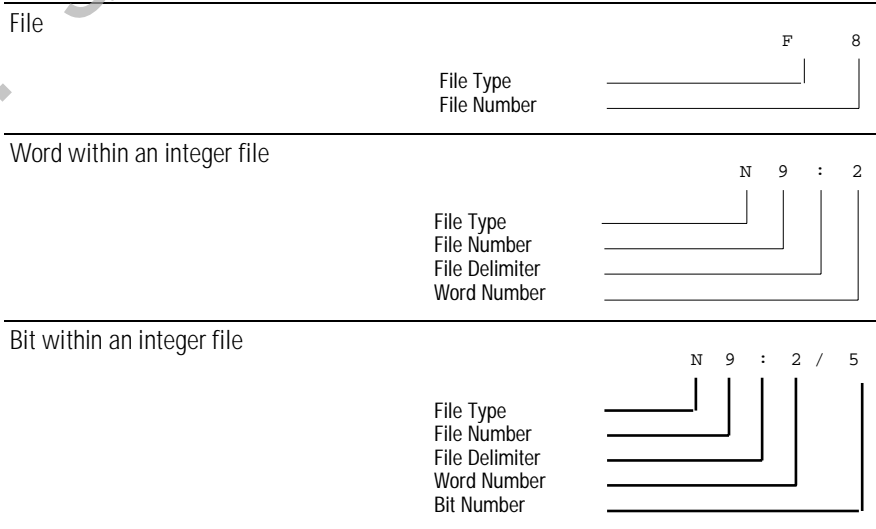 File
F 8
File Type
File Number
Word within an integer file
N 9 : 2
File Type
File Number
File Delimiter
Word Number
Bit within an integer file
N 9 : 2 / 5
File Type
File Number
File Delimiter
Word Number
Bit Number